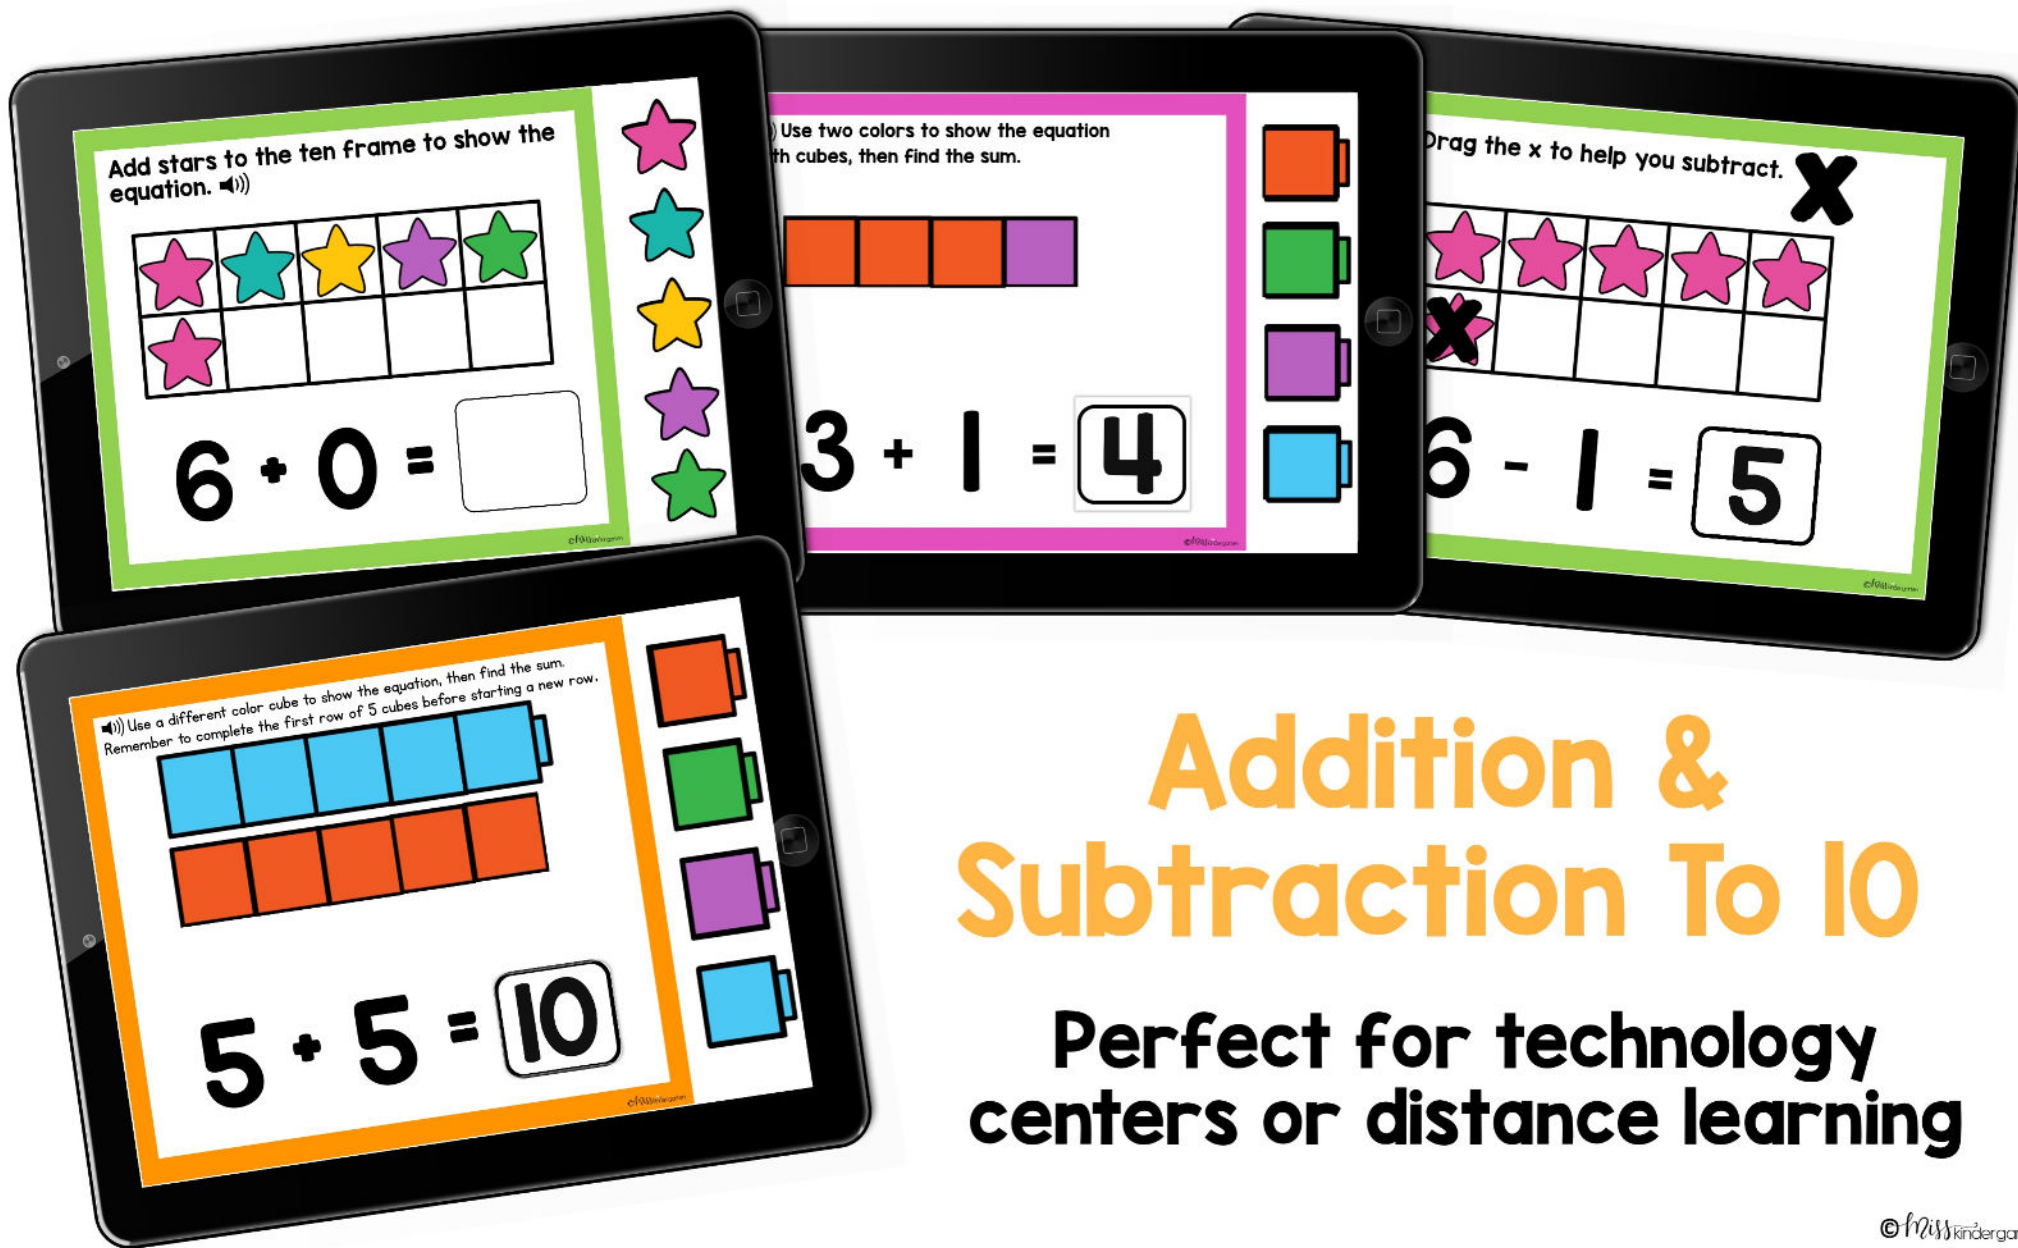 Add stars to the ten frame to show the
equation.
6 + 0 =
Use two colors to show the equation
th cubes, then find the sum.
3 + 1 = 4
Drag the x to help you subtract.
x
6 - 1 = 5
Use a different color cube to show the equation, then find the sum.
Remember to complete the first row of 5 cubes before starting a new row.
5 + 5 = 10
Addition &
Subtraction To 10
Perfect for technology
centers or distance learning
© Miss kindergar